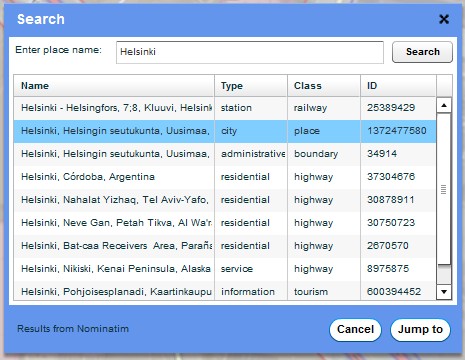 Search
Enter place name: Helsinki Search
Name Type Class ID
Helsinki - Helsingfors, 7;8, Kluuvi, Helsink station railway 25389429
Helsinki, Helsingin seutukunta, Uusimaa, city place 1372477580
Helsinki, Helsingin seutukunta, Uusimaa, administrative boundary 34914
Helsinki, Córdoba, Argentina residential highway 37304676
Helsinki, Nahalat Yizhaq, Tel Aviv-Yafo, residential highway 30878911
Helsinki, Neve Gan, Petah Tikva, Al Wa'r residential highway 30750723
Helsinki, Bat-caa Receivers Area, Paraña residential highway 2670570
Helsinki, Nikiski, Kenai Peninsula, Alaska service highway 8975875
Helsinki, Pohjoisesplanadi, Kaartinkaupu information tourism 600394452
Results from Nominatim Cancel Jump to